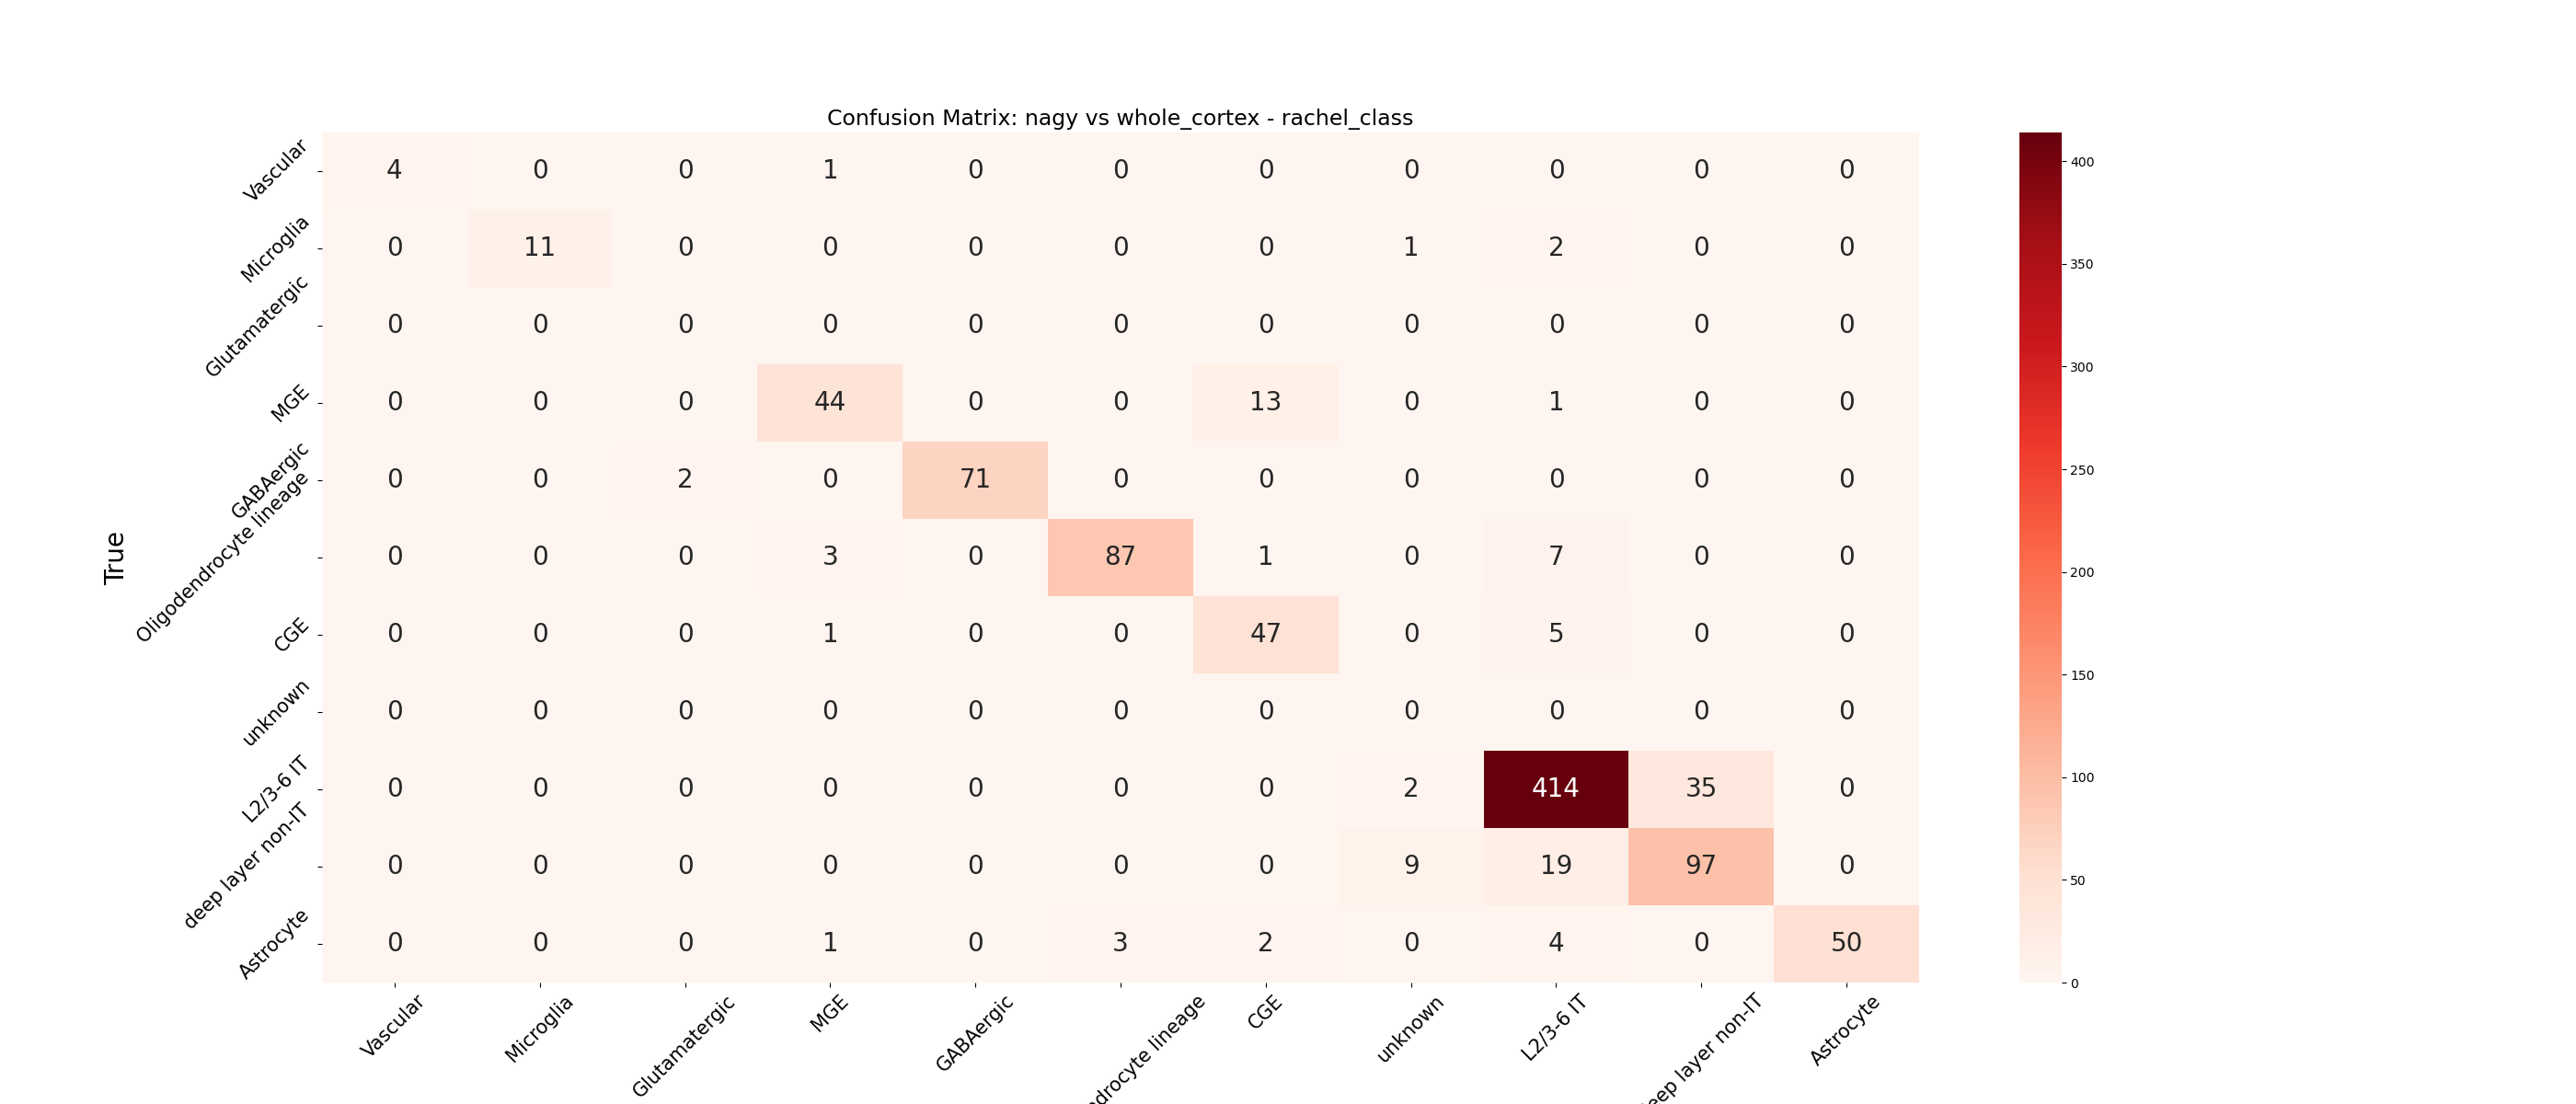 Confusion Matrix: nagy vs whole_cortex - rachel_class
True
Vascular 4 0 0 1 0 0 0 0 0 0 0
Microglia 0 11 0 0 0 0 0 1 2 0 0
Glutamatergic 0 0 0 0 0 0 0 0 0 0 0
MGE 0 0 0 44 0 0 13 0 1 0 0
GABAergic 0 0 2 0 71 0 0 0 0 0 0
Oligodendrocyte lineage 0 0 0 3 0 87 1 0 7 0 0
CGE 0 0 0 1 0 0 47 0 5 0 0
unknown 0 0 0 0 0 0 0 0 0 0 0
L2/3-6 IT 0 0 0 0 0 0 0 2 414 35 0
deep layer non-IT 0 0 0 0 0 0 0 9 19 97 0
Astrocyte 0 0 0 1 0 3 2 0 4 0 50
Vascular
Microglia
Glutamatergic
MGE
GABAergic
drocyte lineage
CGE
unknown
L2/3-6 IT
eep layer non-IT
Astrocyte
400
350
300
250
200
150
100
50
0